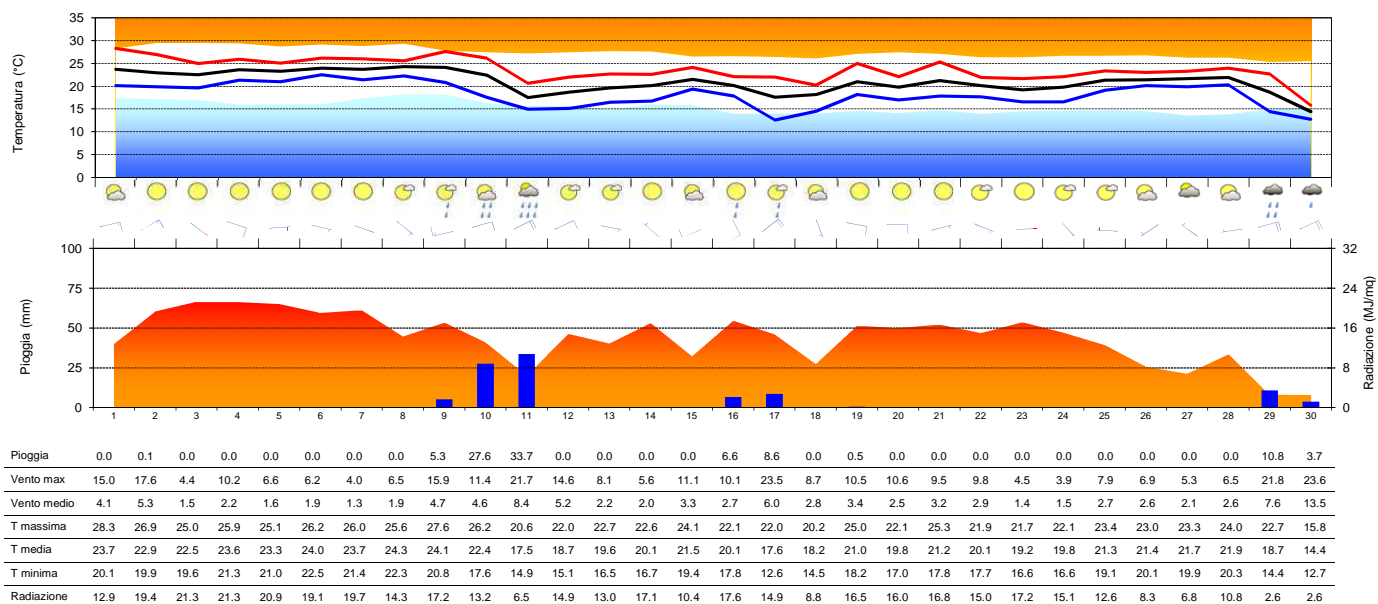 35
30
25
20
15
10
5
0
Temperatura (°C)
100
75
50
25
0
Pioggia (mm)
32
24
16
8
0
Radiazione (MJ/mq)
1 2 3 4 5 6 7 8 9 10 11 12 13 14 15 16 17 18 19 20 21 22 23 24 25 26 27 28 29 30
Pioggia 0.0 0.1 0.0 0.0 0.0 0.0 0.0 0.0 5.3 27.6 33.7 0.0 0.0 0.0 0.0 6.6 8.6 0.0 0.5 0.0 0.0 0.0 0.0 0.0 0.0 0.0 0.0 0.0 10.8 3.7
Vento max 15.0 17.6 4.4 10.2 6.6 6.2 4.0 6.5 15.9 11.4 21.7 14.6 8.1 5.6 11.1 10.1 23.5 8.7 10.5 10.6 9.5 9.8 4.5 3.9 7.9 6.9 5.3 6.5 21.8 23.6
Vento medio 4.1 5.3 1.5 2.2 1.6 1.9 1.3 1.9 4.7 4.6 8.4 5.2 2.2 2.0 3.3 2.7 6.0 2.8 3.4 2.5 3.2 2.9 1.4 1.5 2.7 2.6 2.1 2.6 7.6 13.5
T massima 28.3 26.9 25.0 25.9 25.1 26.2 26.0 25.6 27.6 26.2 20.6 22.0 22.7 22.6 24.1 22.1 22.0 20.2 25.0 22.1 25.3 21.9 21.7 22.1 23.4 23.0 23.3 24.0 22.7 15.8
T media 23.7 22.9 22.5 23.6 23.3 24.0 23.7 24.3 24.1 22.4 17.5 18.7 19.6 20.1 21.5 20.1 17.6 18.2 21.0 19.8 21.2 20.1 19.2 19.8 21.3 21.4 21.7 21.9 18.7 14.4
T minima 20.1 19.9 19.6 21.3 21.0 22.5 21.4 22.3 20.8 17.6 14.9 15.1 16.5 16.7 19.4 17.8 12.6 14.5 18.2 17.0 17.8 17.7 16.6 16.6 19.1 20.1 19.9 20.3 14.4 12.7
Radiazione 12.9 19.4 21.3 21.3 20.9 19.1 19.7 14.3 17.2 13.2 6.5 14.9 13.0 17.1 10.4 17.6 14.9 8.8 16.5 16.0 16.8 15.0 17.2 15.1 12.6 8.3 6.8 10.8 2.6 2.6